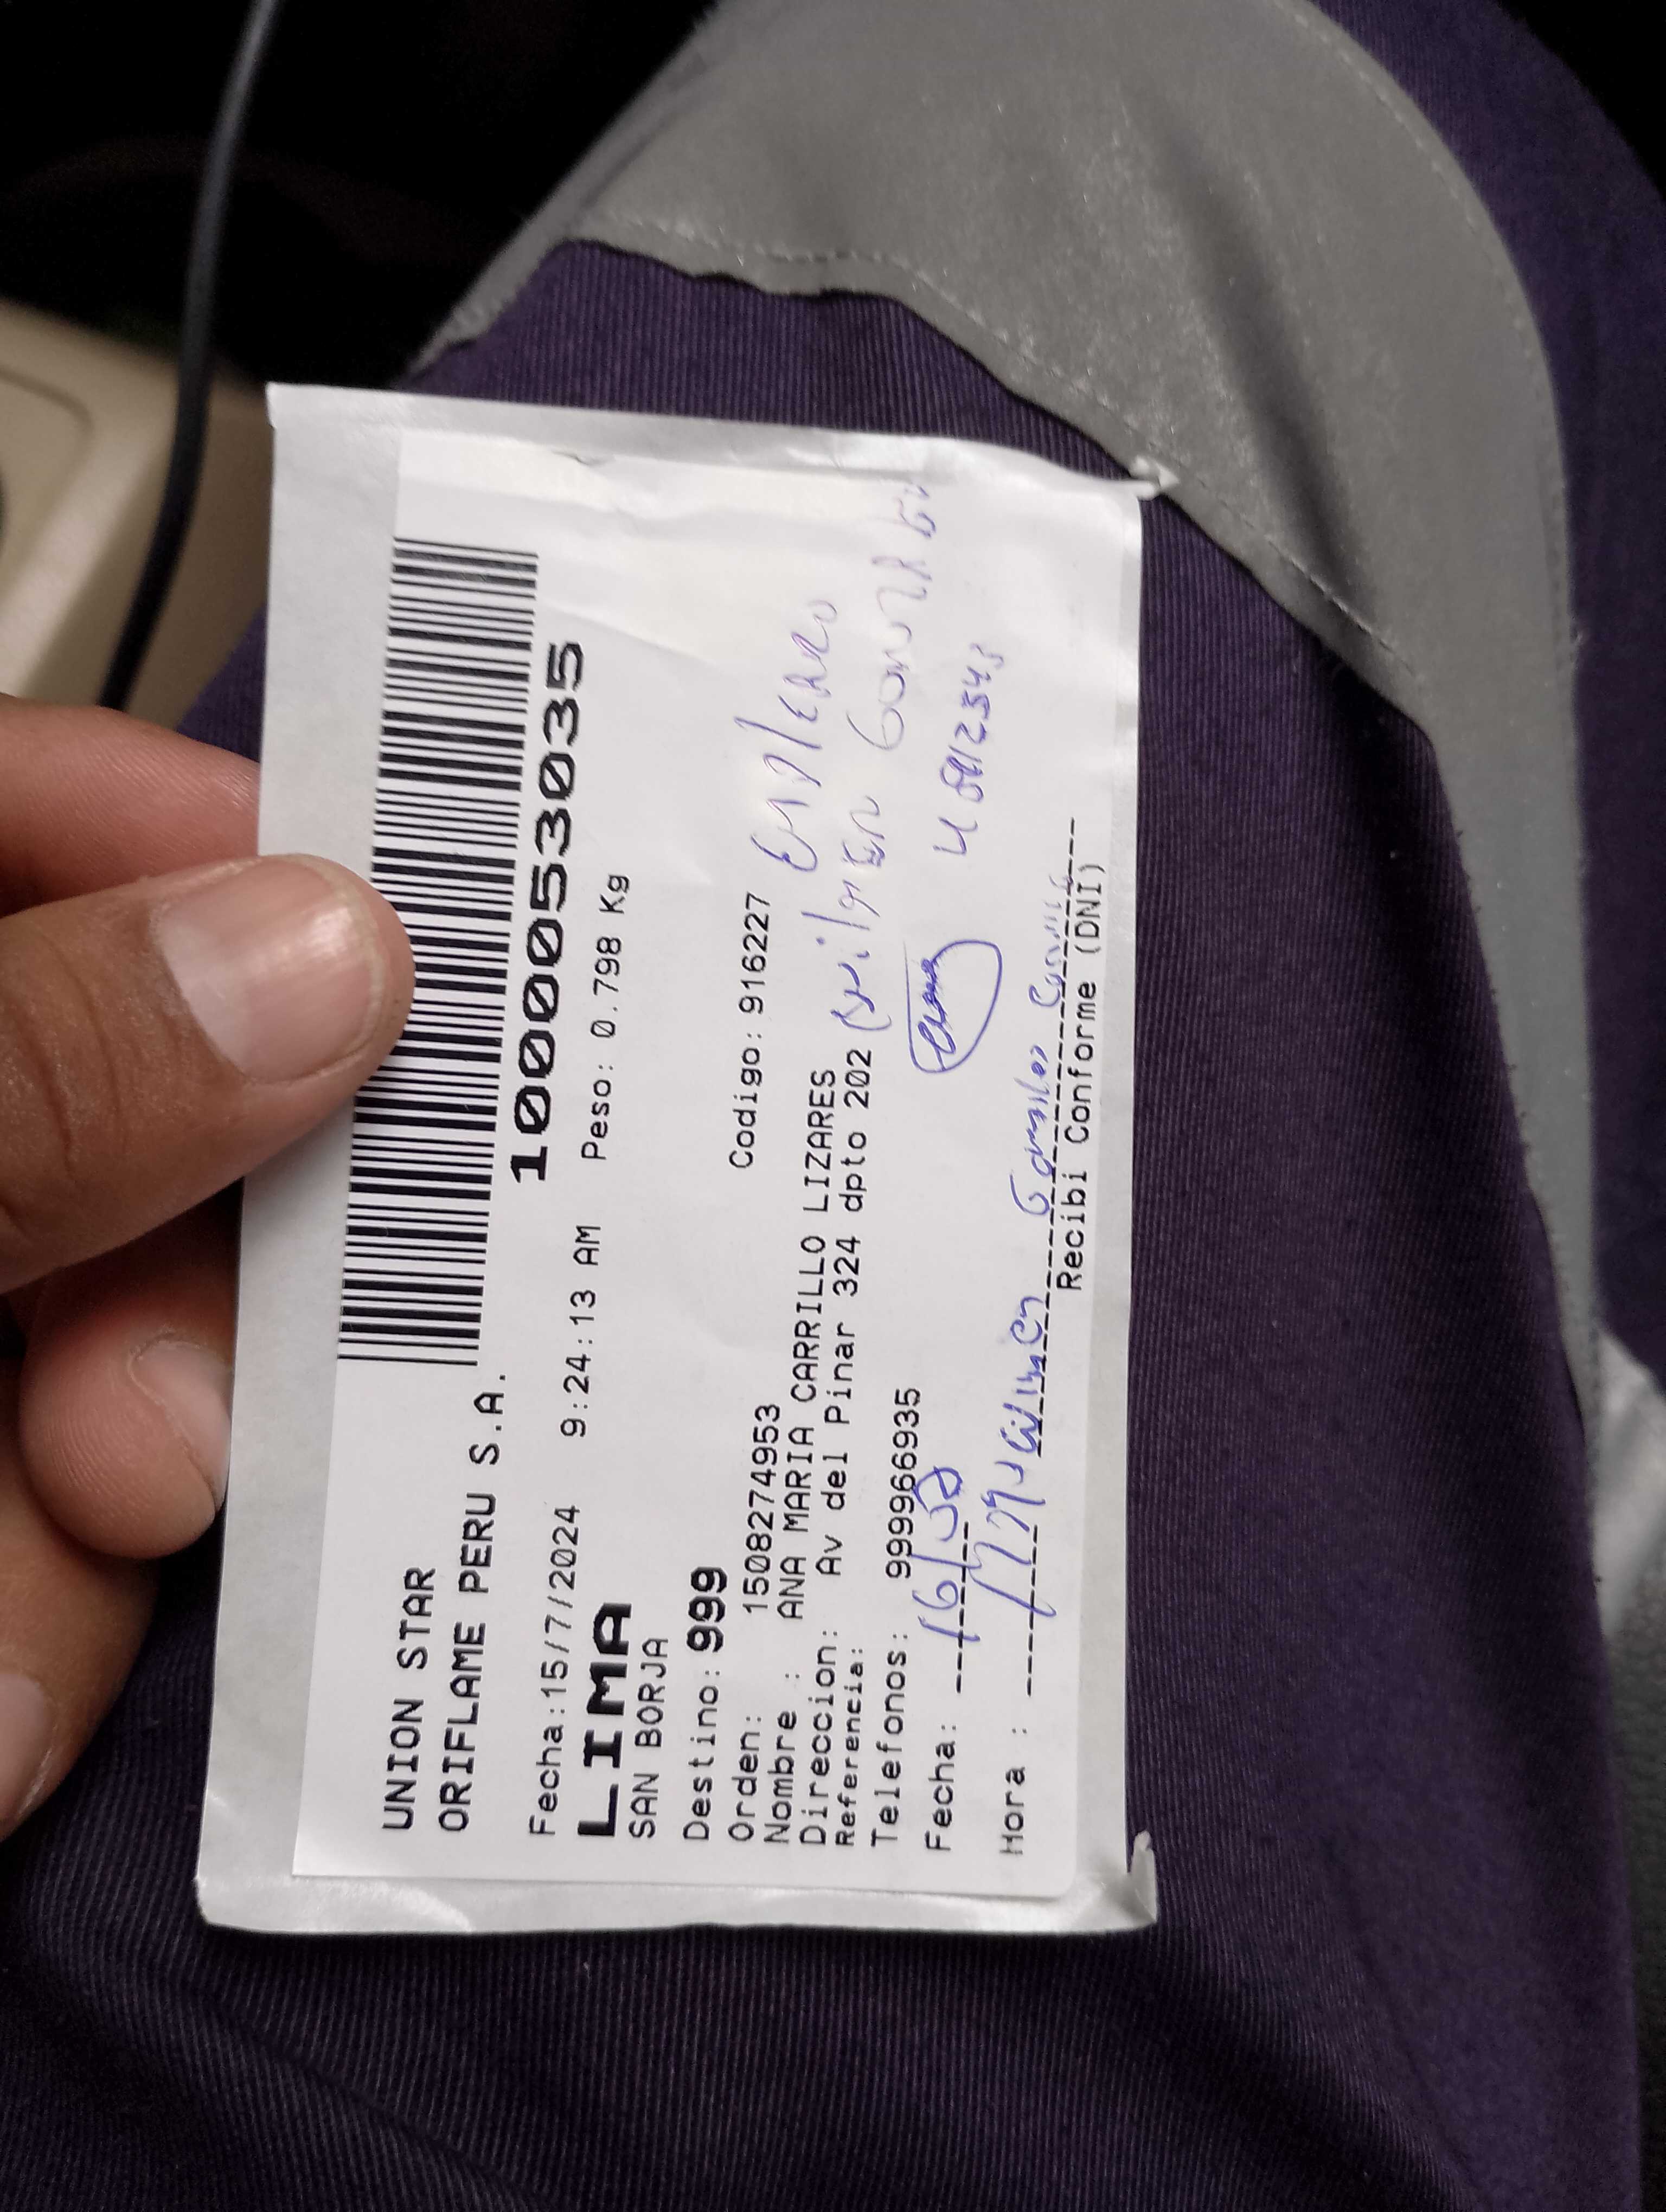 UNION STAR
ORIFLAME PERU S.A.
10000530035
Fecha:15/7/2024 9:24:13 AM Peso: 0.798 Kg
LIMA
SAN BORJA
Destino: 999
Orden: 1508274953 Codigo: 916227
Nombre : ANA MARIA CARRILLO LIZARES
Direccion: Av del Pinar 324 dpto 202
Referencia:
Telefonos: 999966935
Fecha: 16/
Hora :
Recibi Conforme (DNI)